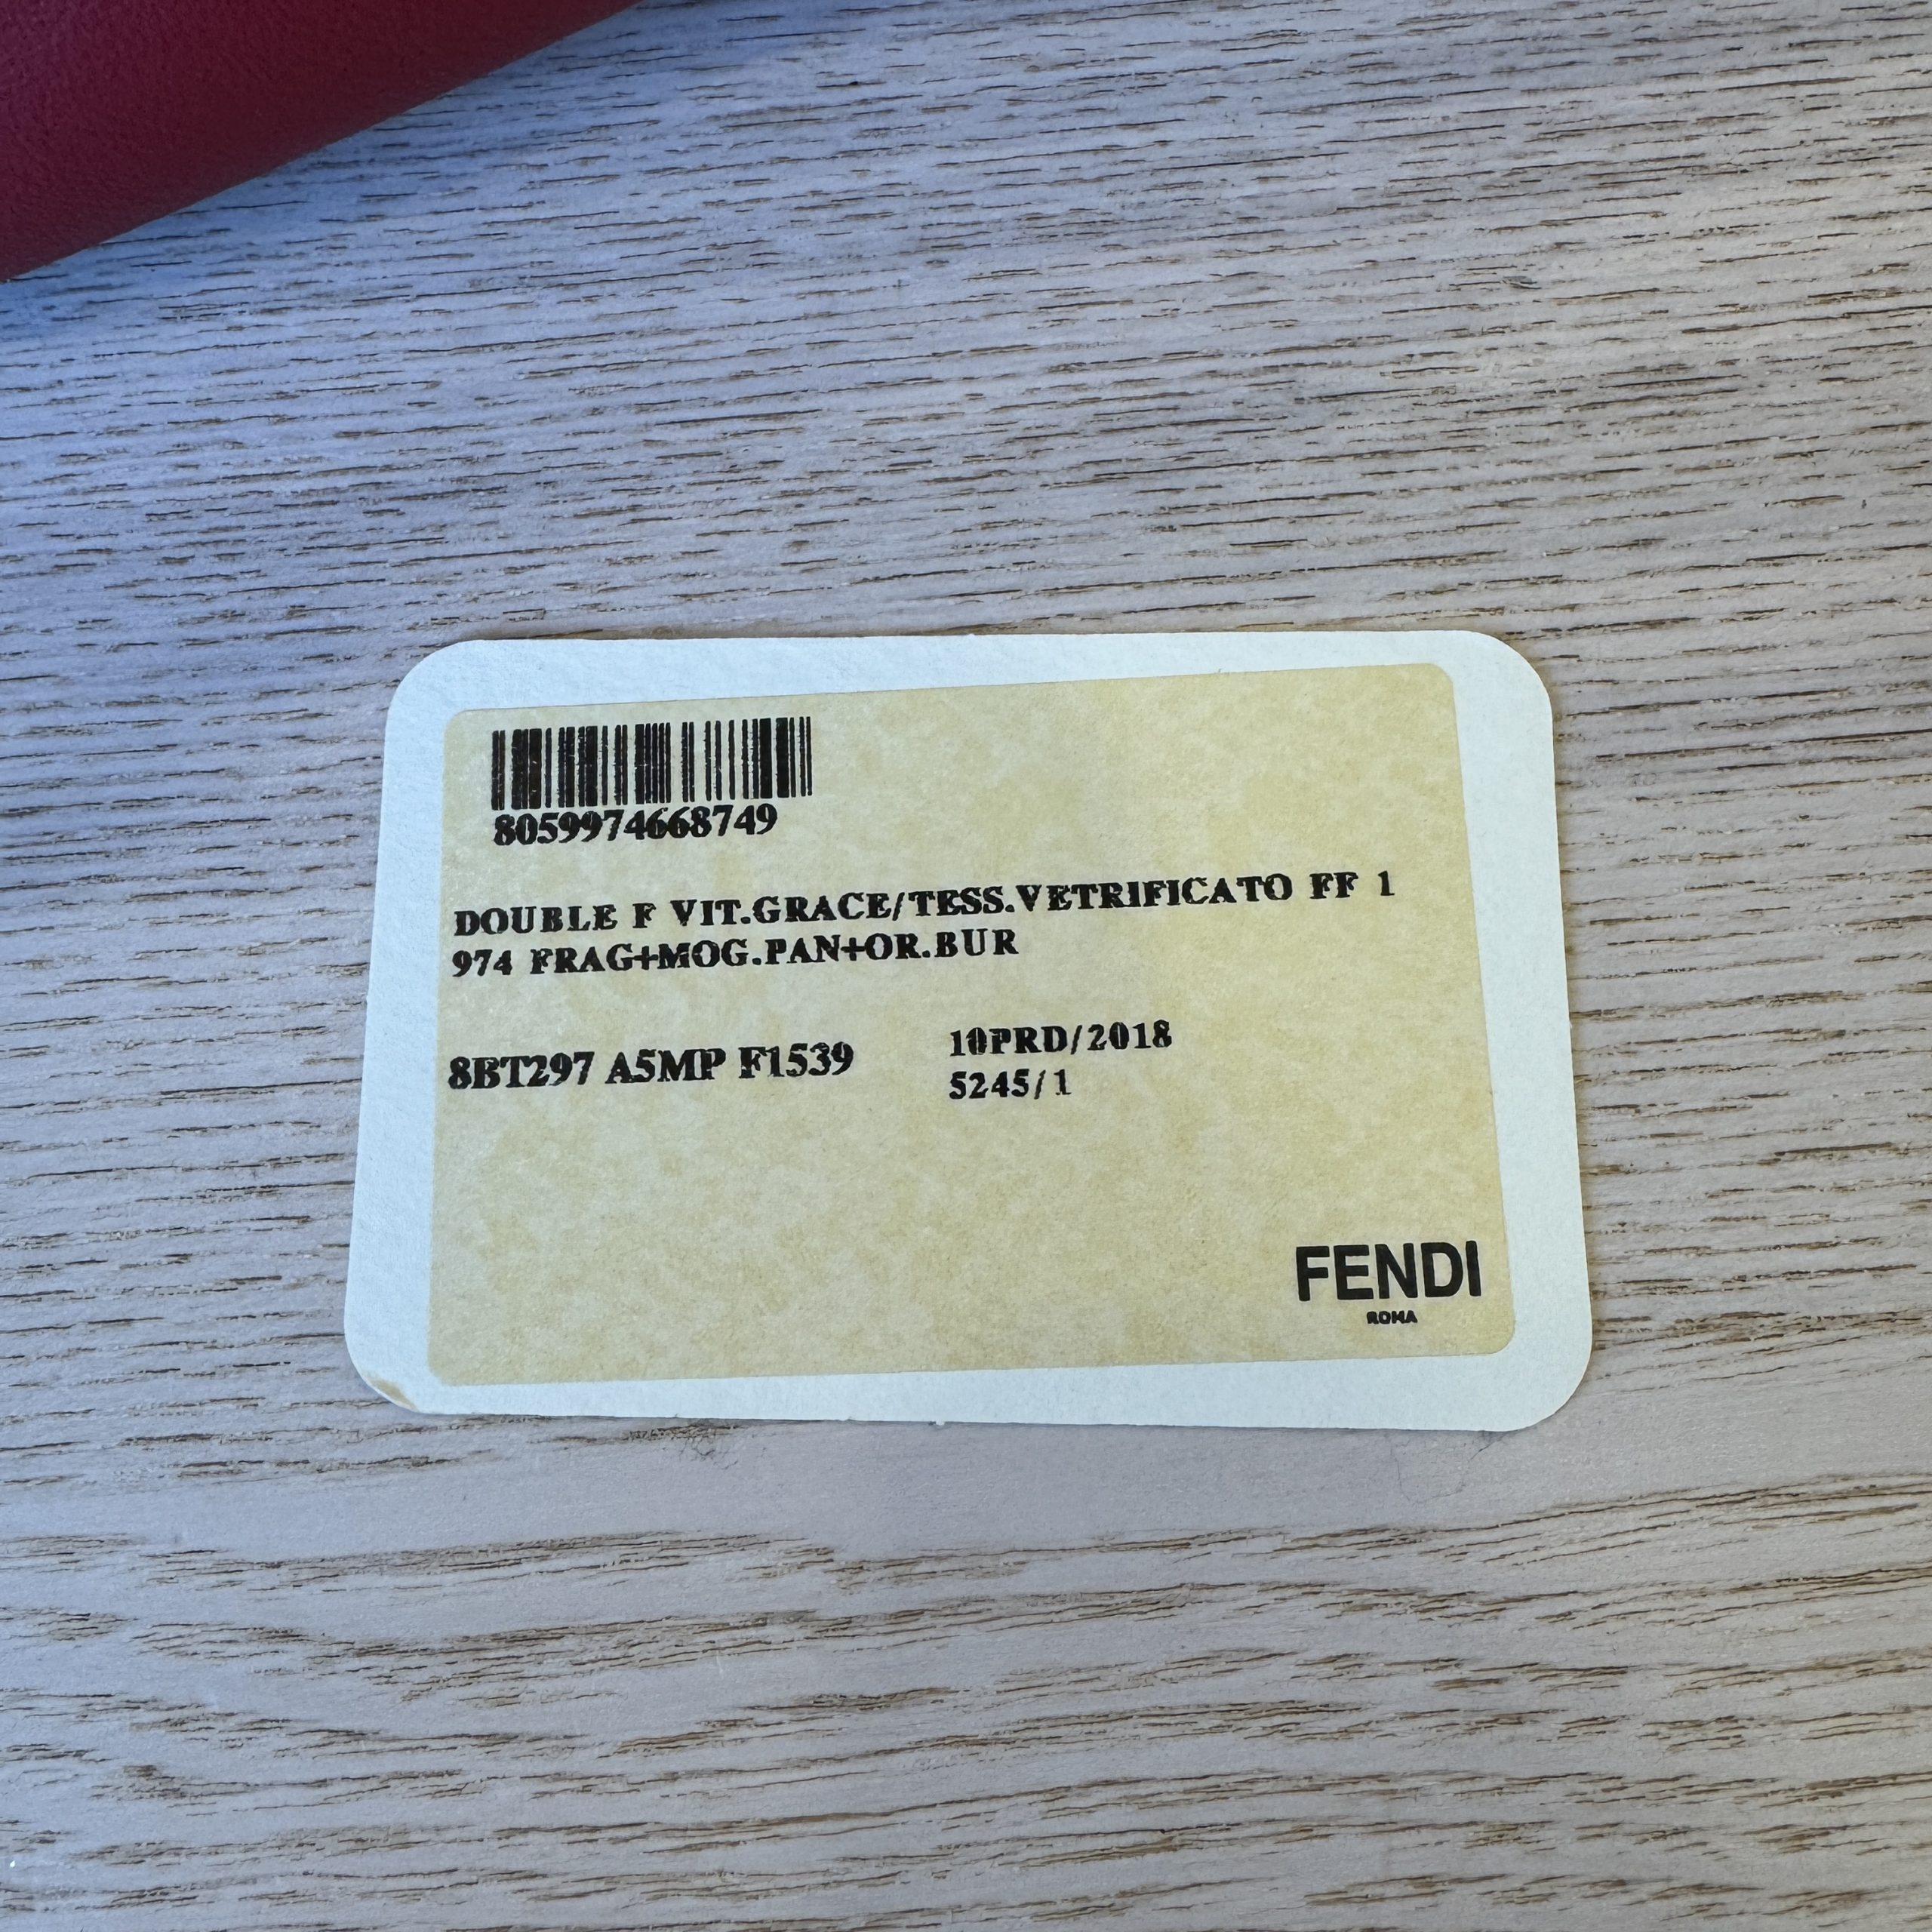 8059974668749
DOUBLE F VIT.GRACE/TESS.VETRIFICATO FF 1
974 FRAG+MOG.PAN+OR.BUR
8BT297 A5MP F1539
10PRD/2018
5245/1
FENDI
ROMA